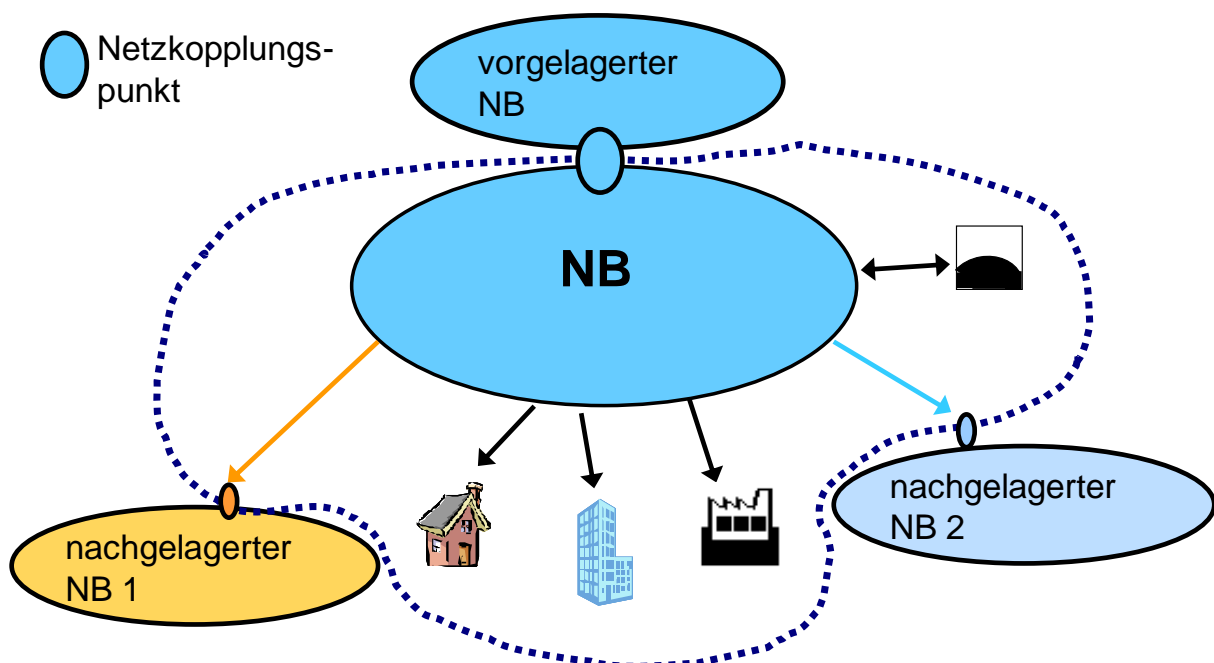 Netzkopplungs-
punkt
vorgelagerter
NB
NB
nachgelagerter
NB 1
nachgelagerter
NB 2